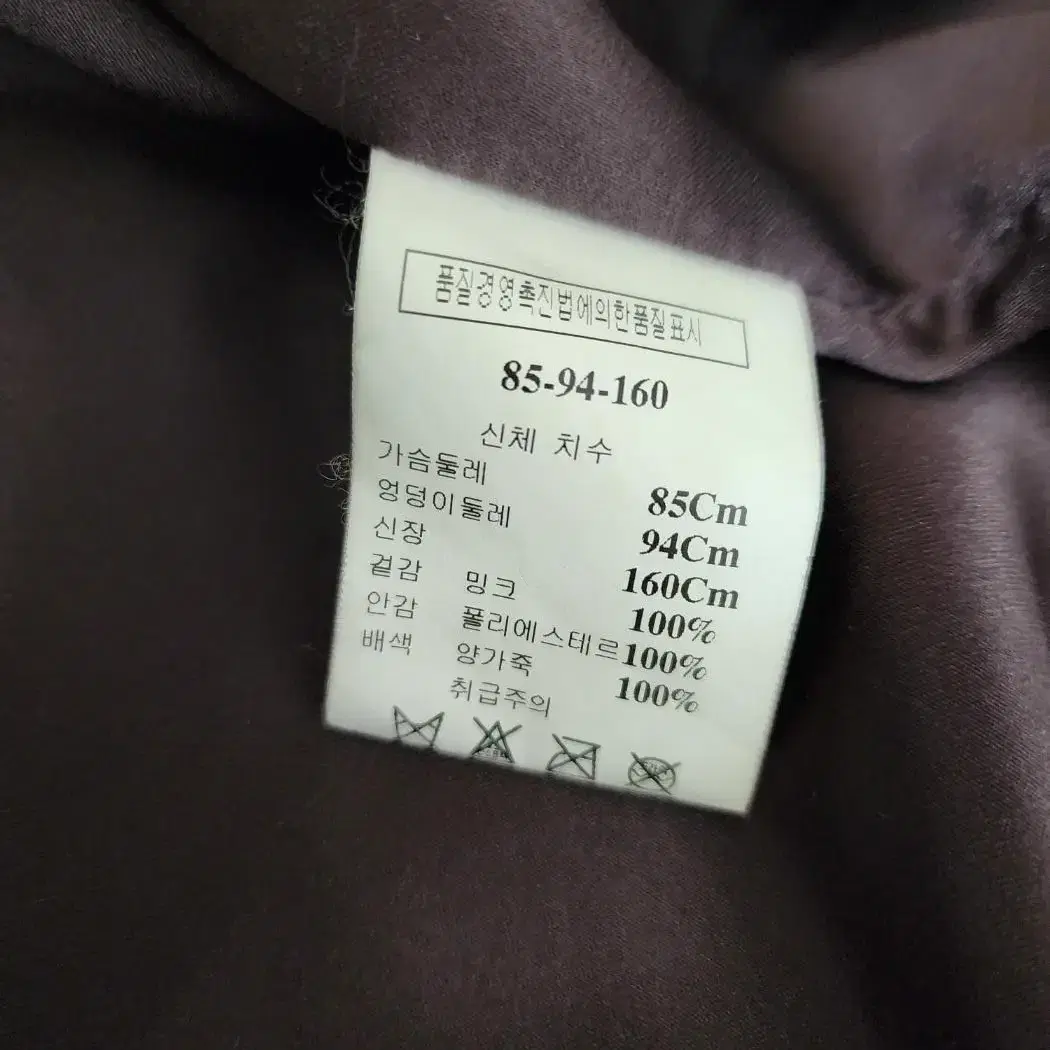 품질경영촉진법에의한품질표시
85-94-160
신체 치수
가슴둘레 85Cm
엉덩이둘레 94Cm
신장 160Cm
겉감 밍크 100%
안감 폴리에스테르 100%
배색 양가죽 100%
취급주의